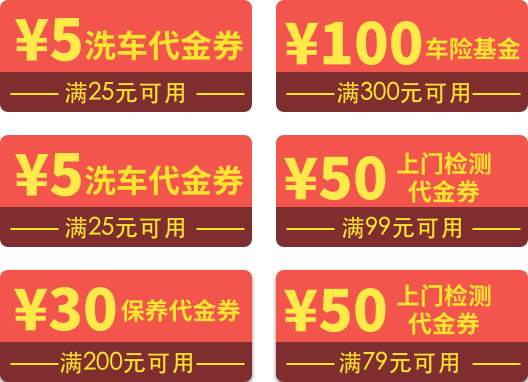 ¥5洗车代金券
满25元可用
¥100车险基金
满300元可用
¥5洗车代金券
满25元可用
¥50上门检测
代金券
满99元可用
¥30保养代金券
满200元可用
¥50上门检测
代金券
满79元可用